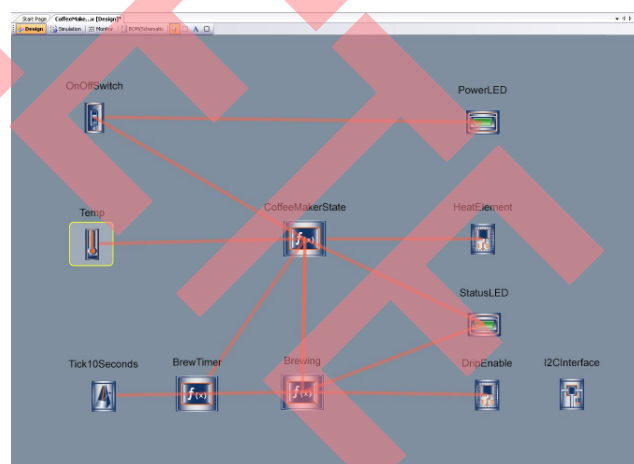 Start Page CoffeeMake...n [Design]*
Design Simulation Monitor BOM/Schematic A
OnOffSwitch
PowerLED
Temp
CoffeeMakerState
HeatElement
f(x)
StatusLED
Tick10Seconds
BrewTimer
Brewing
DripEnable
I2CInterface
f(x)
f(x)